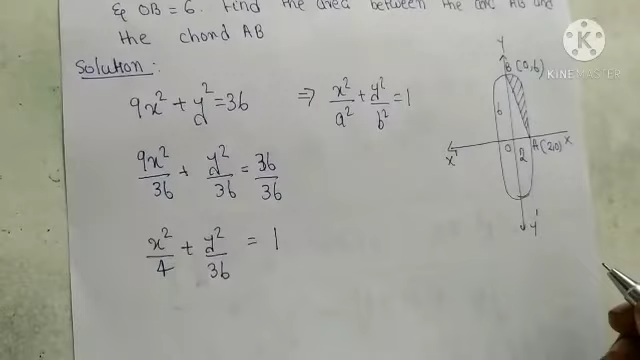 & OB = 6. Find the area between the arc AB and
the chord AB
Solution:
9x² + y² = 36 ⇒ x²/a² + y²/b² = 1
9x²/36 + y²/36 = 36/36
x²/4 + y²/36 = 1
Y
B (0,6)
6
X' O 2 A(2,0) X
Y'
K
KINEMASTER